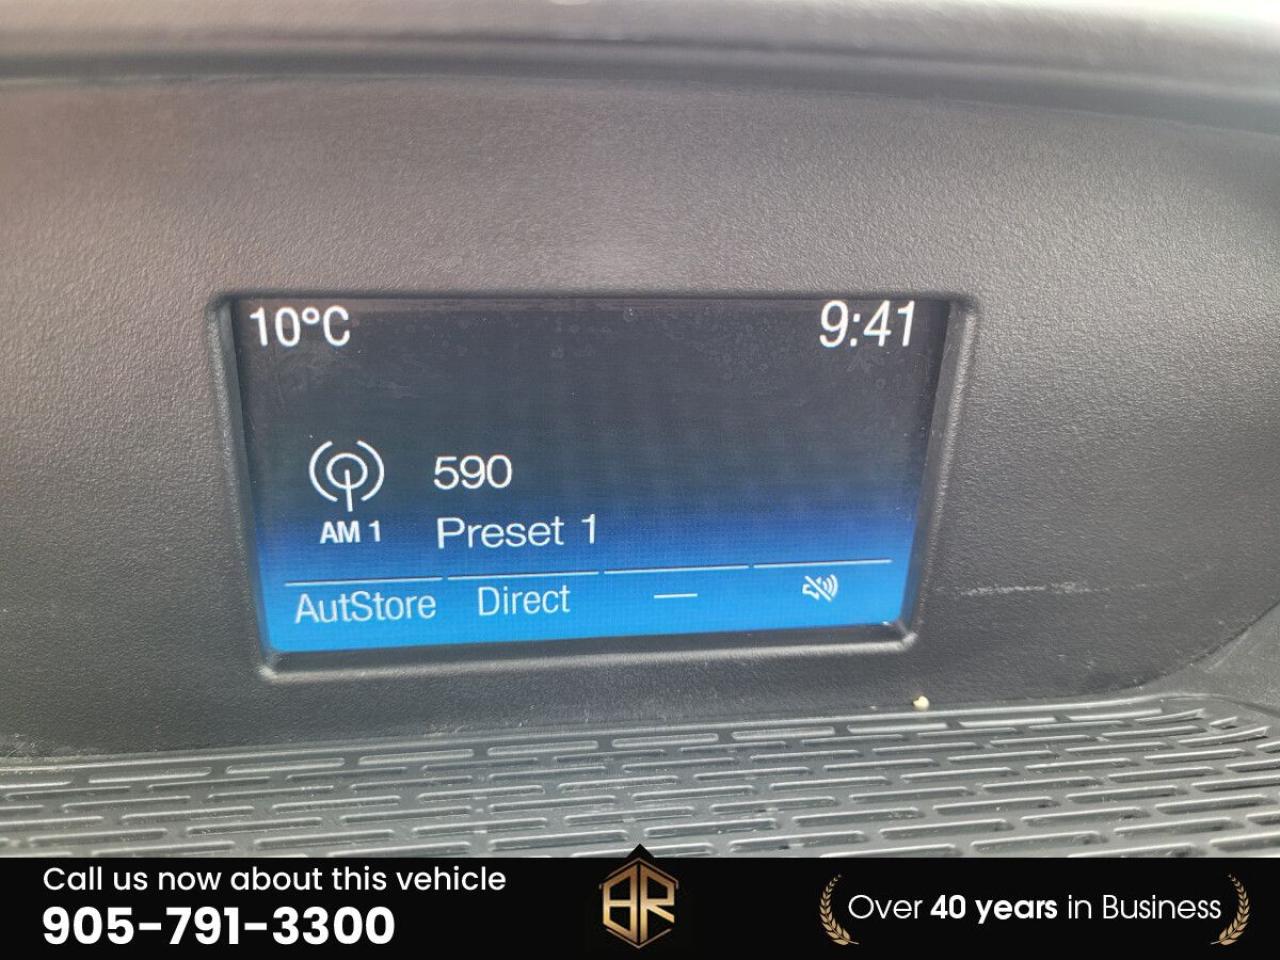 10°C 9:41
590
AM 1 Preset 1
AutStore Direct —
Call us now about this vehicle
905-791-3300
BR
Over 40 years in Business